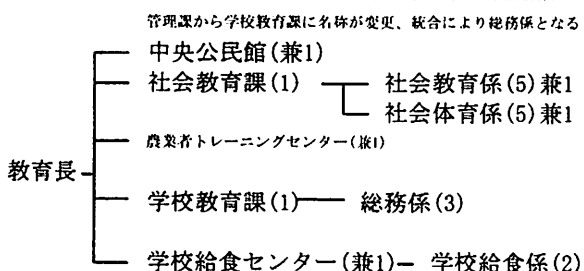 管理課から学校教育課に名称が変更、統合により総務係となる
中央公民館(兼1)
社会教育課(1) 社会教育係(5)兼1
社会体育係(5)兼1
農業者トレーニングセンター(兼1)
教育長
学校教育課(1) 総務係(3)
学校給食センター(兼1) 学校給食係(2)